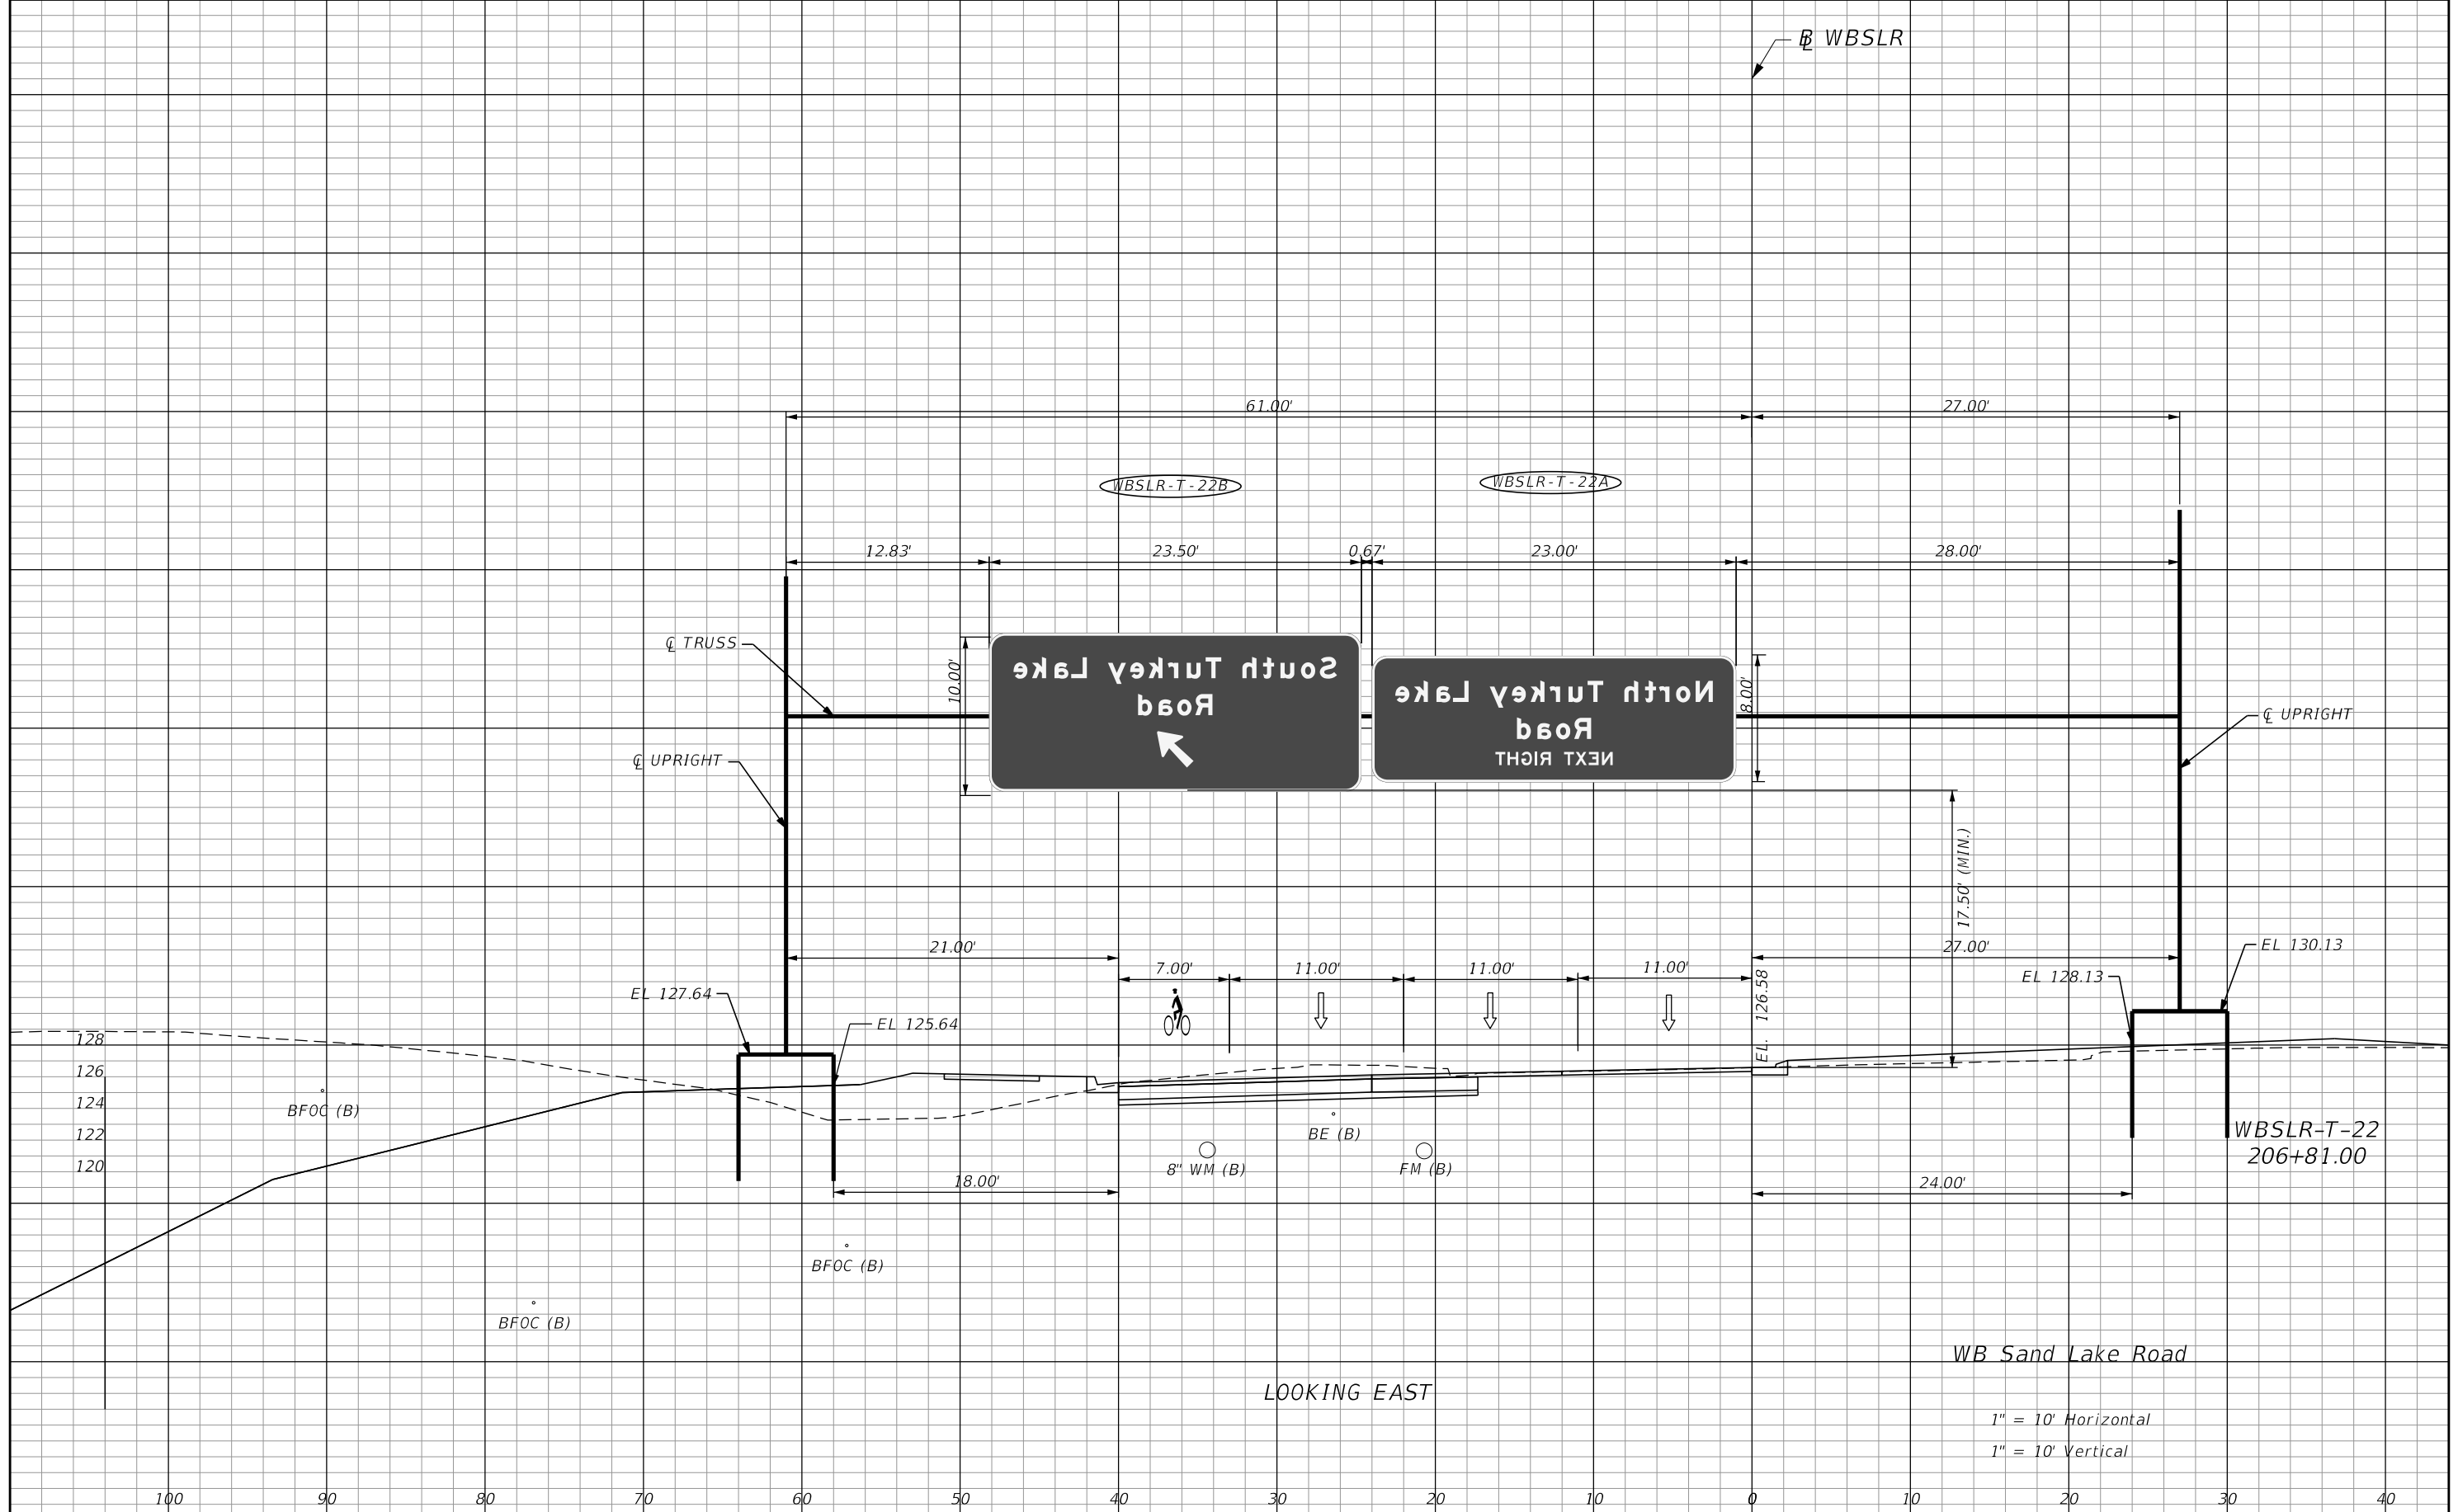 BL WBSLR
61.00'
27.00'
WBSLR-T-22B
WBSLR-T-22A
12.83'
23.50'
0.67'
23.00'
28.00'
CL TRUSS
10.00'
South Turkey Lake
Road
North Turkey Lake
Road
NEXT RIGHT
8.00'
CL UPRIGHT
CL UPRIGHT
17.50' (MIN.)
21.00'
7.00'
11.00'
11.00'
11.00'
27.00'
EL 130.13
EL 127.64
EL 125.64
EL. 126.58
EL 128.13
128
126
124
122
120
BFOC (B)
BE (B)
8" WM (B)
FM (B)
WBSLR-T-22
206+81.00
18.00'
24.00'
BFOC (B)
BFOC (B)
WB Sand Lake Road
LOOKING EAST
1" = 10' Horizontal
1" = 10' Vertical
100 90 80 70 60 50 40 30 20 10 0 10 20 30 40